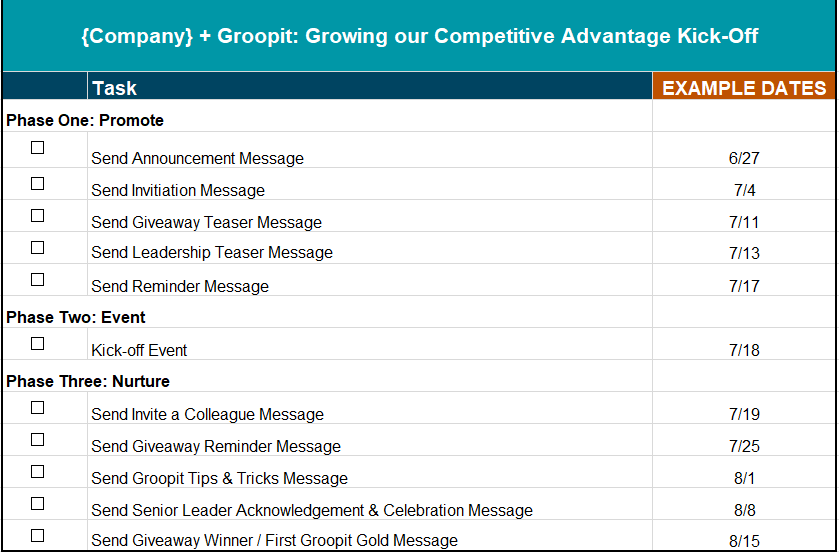 {Company} + Groopit: Growing our Competitive Advantage Kick-Off
Task EXAMPLE DATES
Phase One: Promote
Send Announcement Message 6/27
Send Invitiation Message 7/4
Send Giveaway Teaser Message 7/11
Send Leadership Teaser Message 7/13
Send Reminder Message 7/17
Phase Two: Event
Kick-off Event 7/18
Phase Three: Nurture
Send Invite a Colleague Message 7/19
Send Giveaway Reminder Message 7/25
Send Groopit Tips & Tricks Message 8/1
Send Senior Leader Acknowledgement & Celebration Message 8/8
Send Giveaway Winner / First Groopit Gold Message 8/15